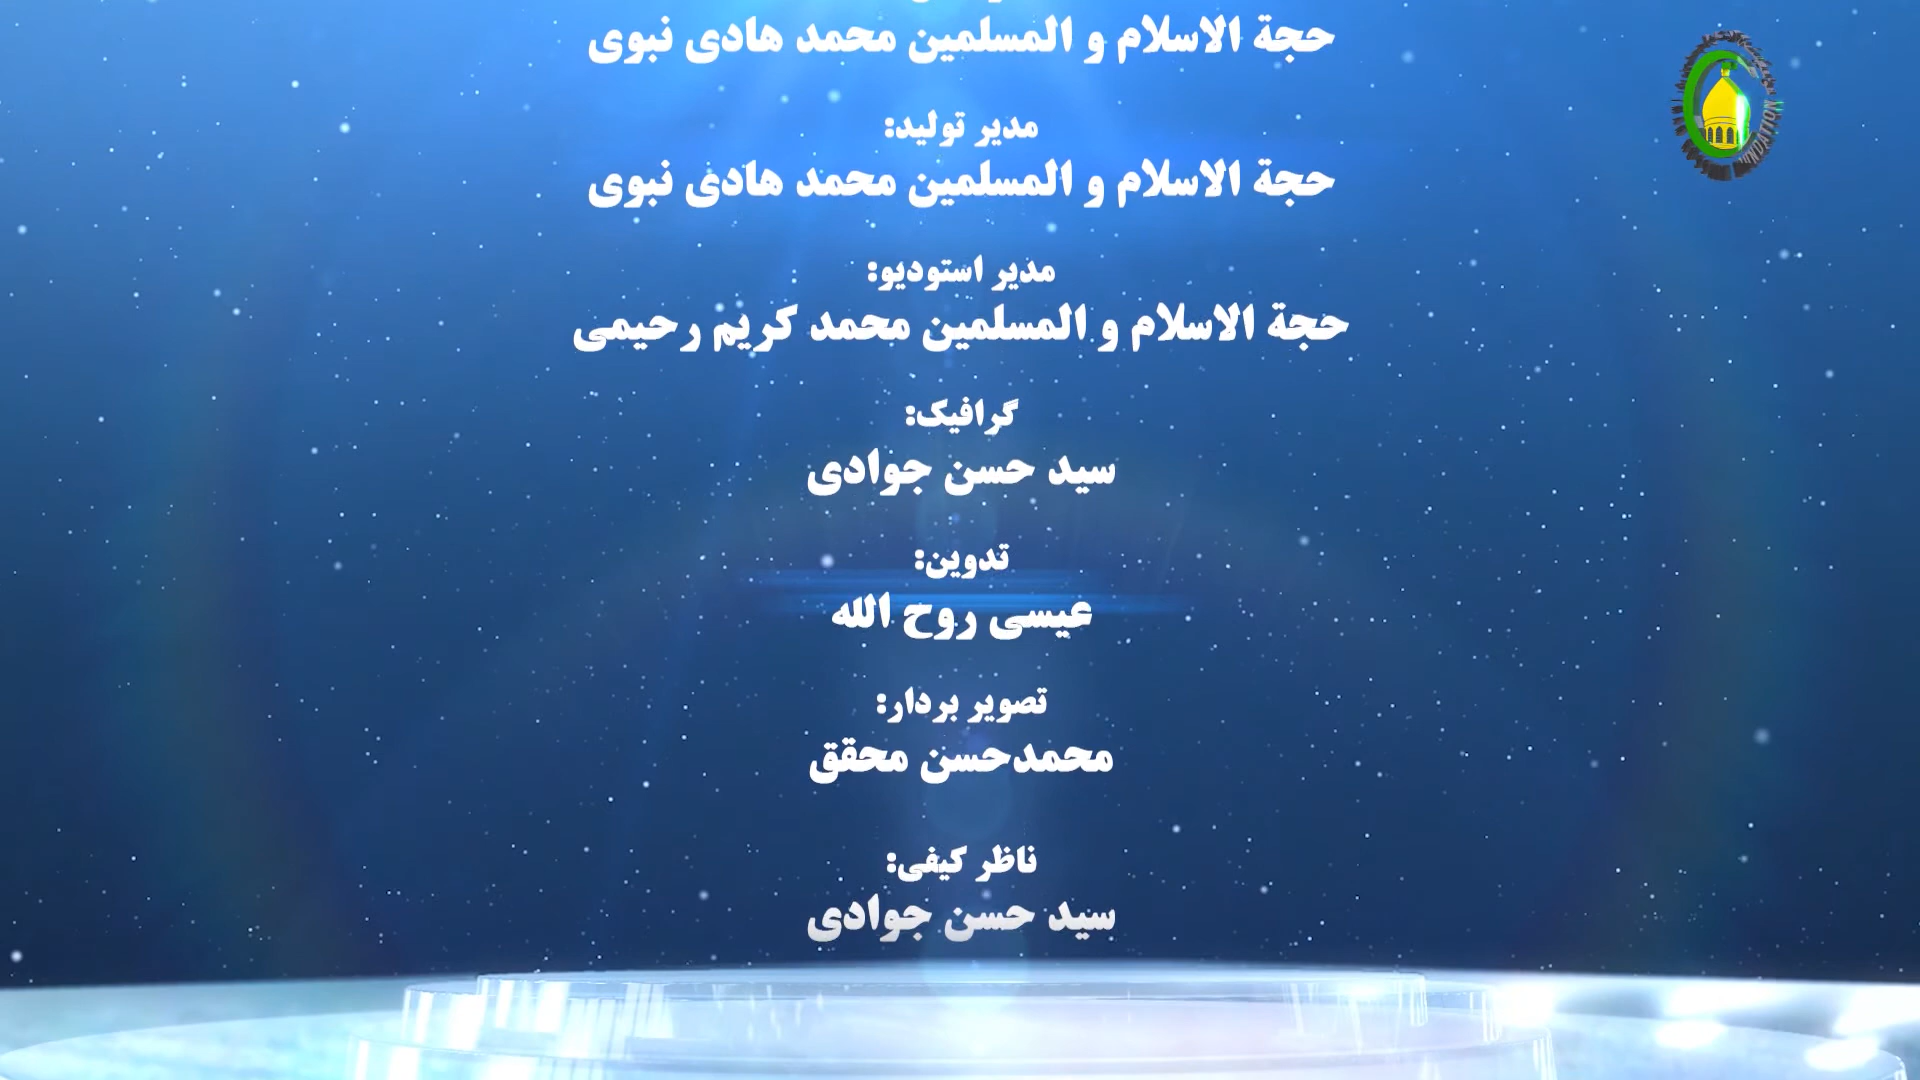 حجة الاسلام و المسلمین محمد هادی نبوی
مدیر تولید:
حجة الاسلام و المسلمین محمد هادی نبوی
مدیر استودیو:
حجة الاسلام و المسلمین محمد کریم رحیمی
گرافیک:
سید حسن جوادی
تدوین:
عیسی روح الله
تصویر بردار:
محمدحسن محقق
ناظر کیفی:
سید حسن جوادی